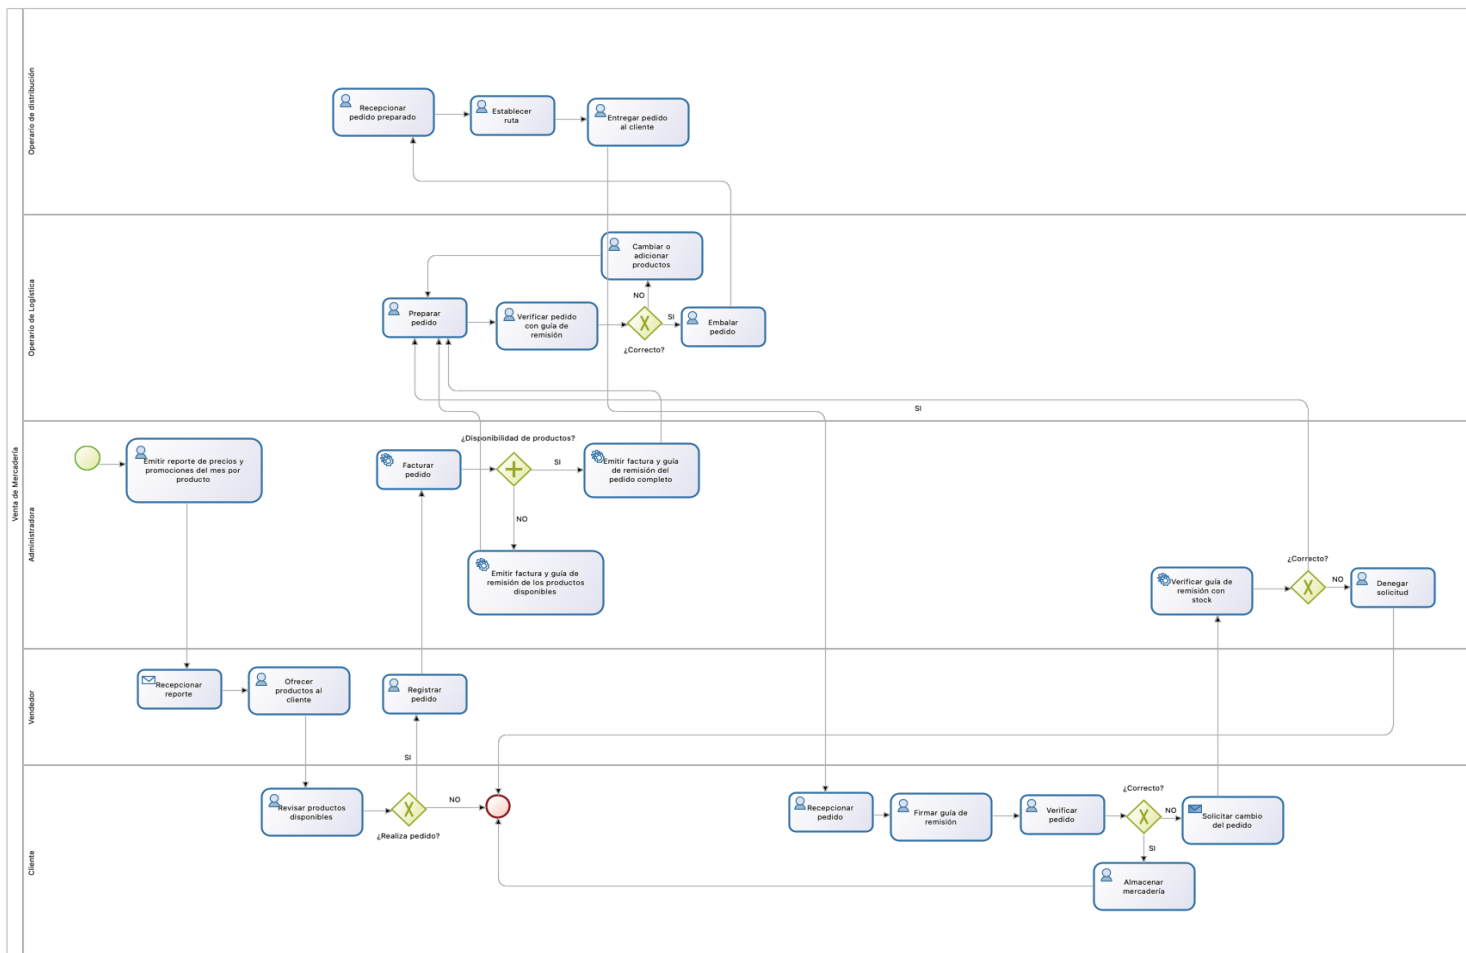 Venta de Mercadería
Operario de distribución
Recepcionar
pedido preparado
Establecer
ruta
Entregar pedido
al cliente
Operario de Logística
Cambiar o
adicionar
productos
NO
Preparar
pedido
Verificar pedido
con guía de
remisión
SI
¿Correcto?
Embalar
pedido
SI
Administradora
Emitir reporte de precios y
promociones del mes por
producto
Facturar
pedido
¿Disponibilidad de productos?
SI
Emitir factura y guía
de remisión del
pedido completo
NO
Emitir factura y guía de
remisión de los productos
disponibles
Verificar guía de
remisión con
stock
¿Correcto?
NO
Denegar
solicitud
Vendedor
Recepcionar
reporte
Ofrecer
productos al
cliente
Registrar
pedido
SI
Cliente
Revisar productos
disponibles
¿Realiza pedido?
NO
Recepcionar
pedido
Firmar guía de
remisión
Verificar
pedido
¿Correcto?
NO
Solicitar cambio
del pedido
SI
Almacenar
mercadería